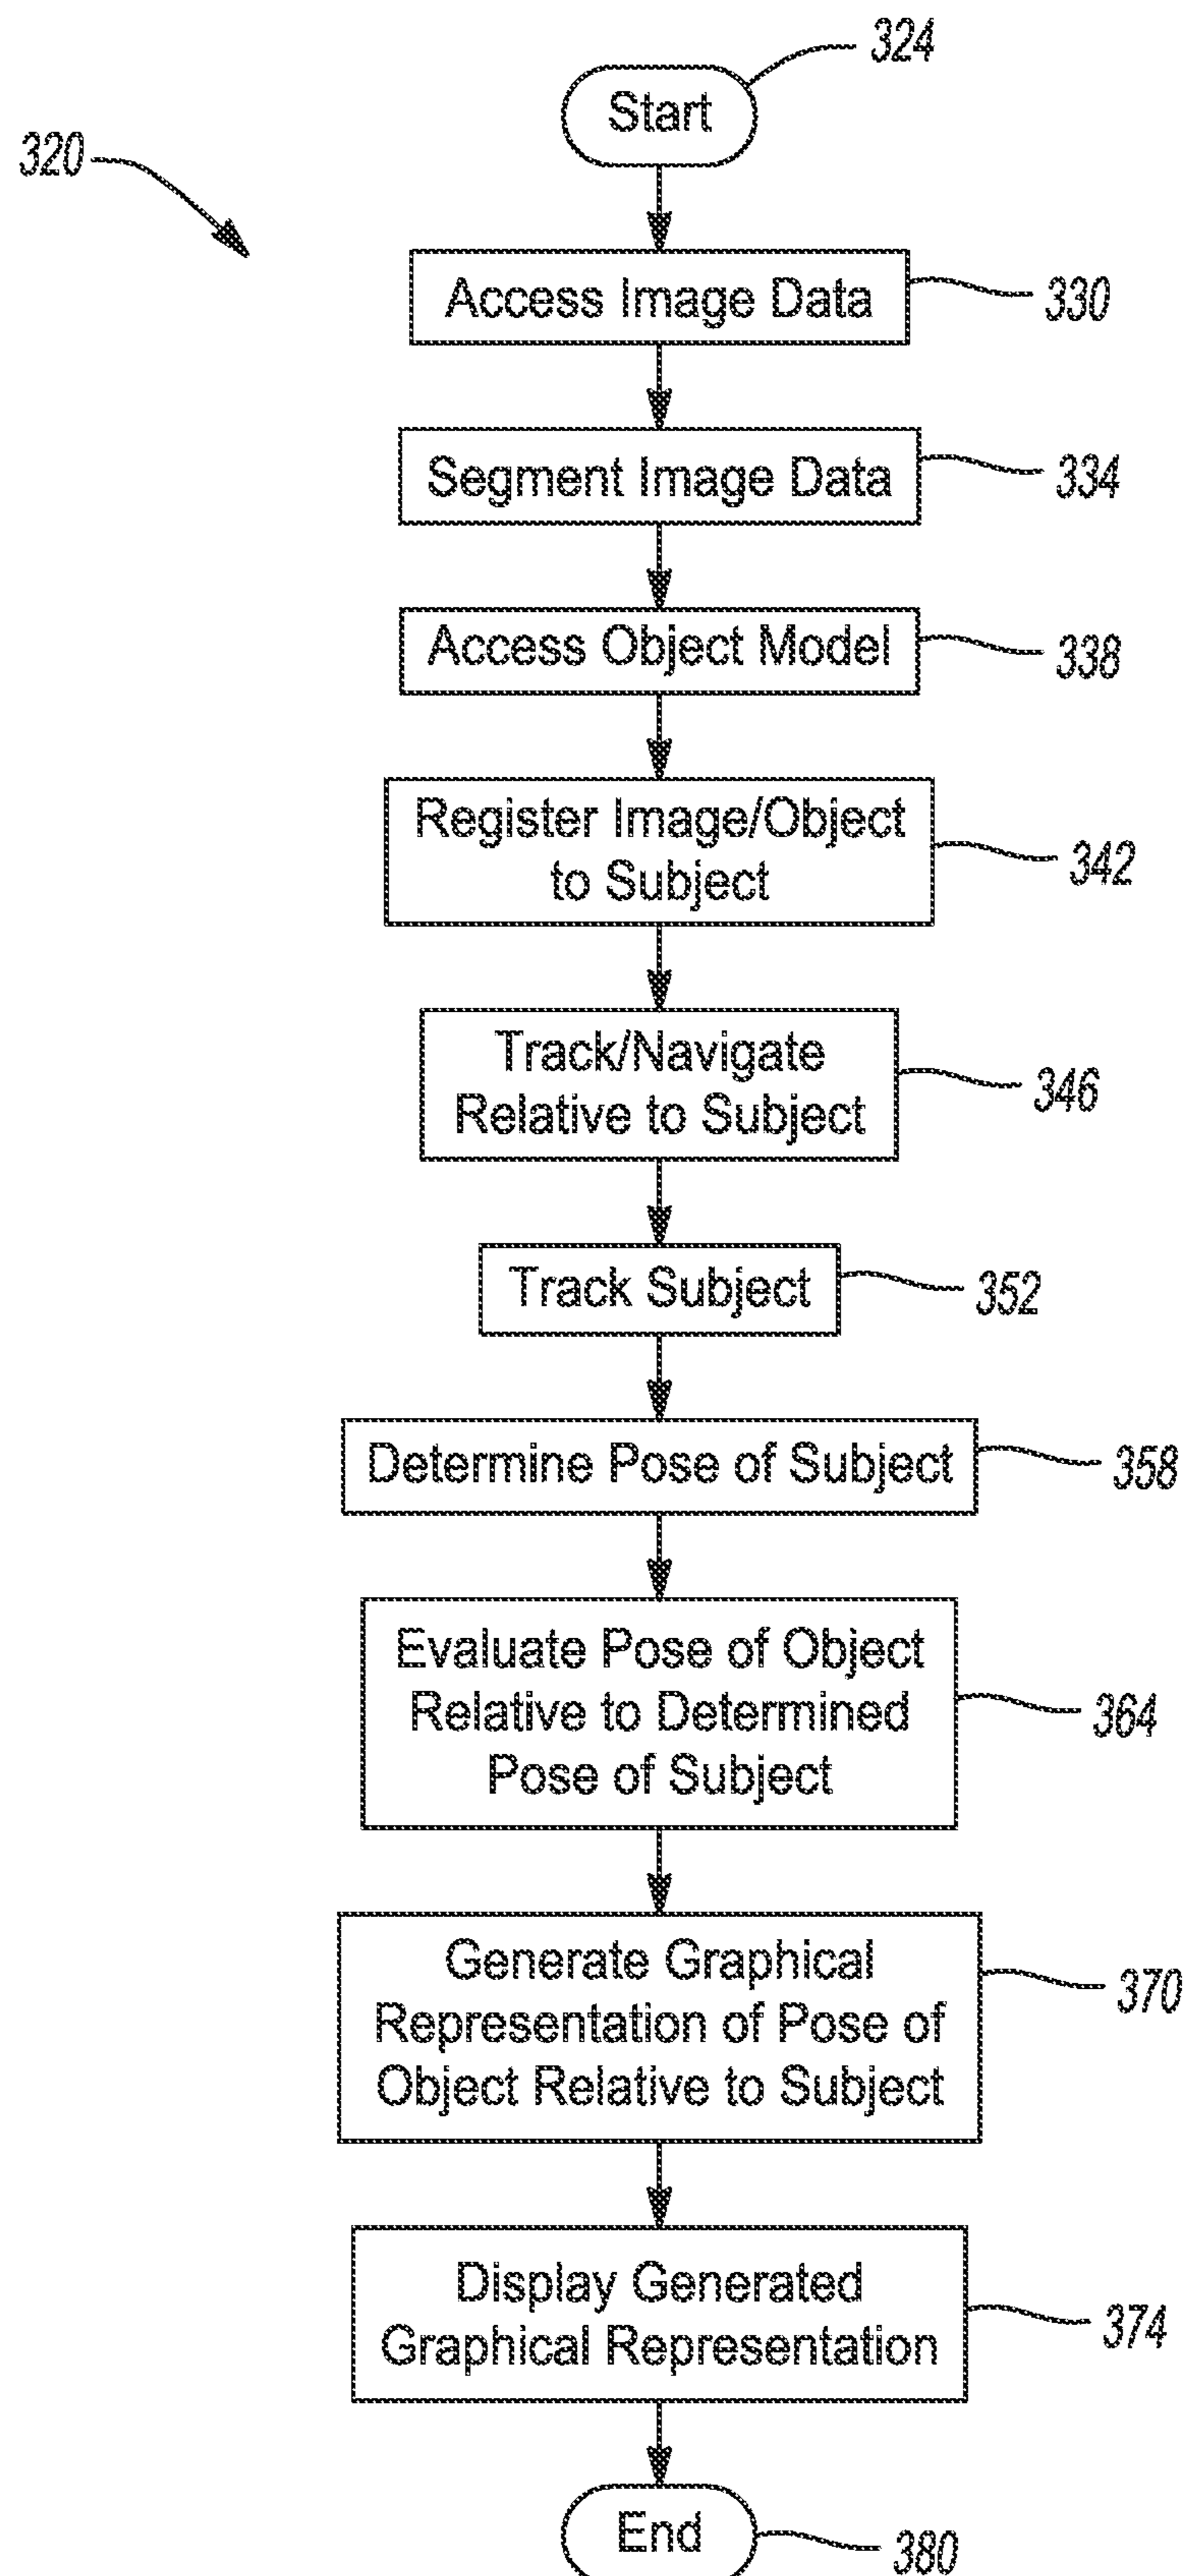 324
Start
320
Access Image Data
330
Segment Image Data
334
Access Object Model
338
Register Image/Object
to Subject
342
Track/Navigate
Relative to Subject
346
Track Subject
352
Determine Pose of Subject
358
Evaluate Pose of Object
Relative to Determined
Pose of Subject
364
Generate Graphical
Representation of Pose of
Object Relative to Subject
370
Display Generated
Graphical Representation
374
End
380